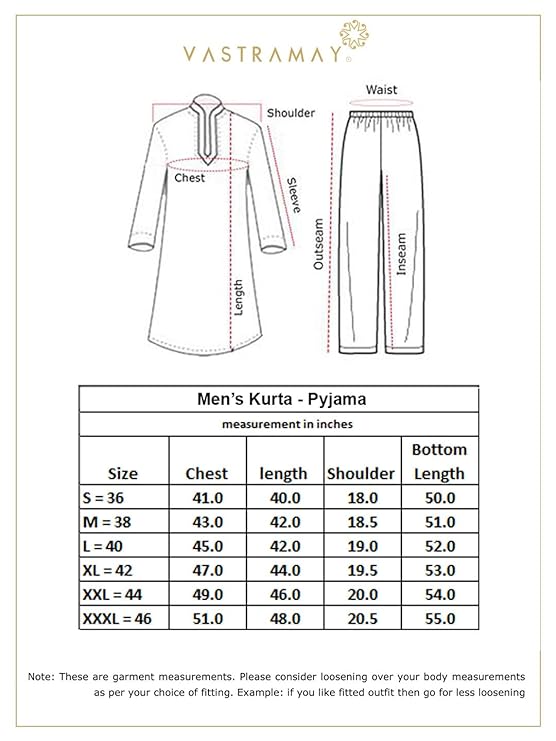 VASTRAMAY
Waist
Shoulder
Chest
Sleeve
Length
Outseam
Inseam
Men's Kurta - Pyjama
measurement in inches
Size Chest length Shoulder Bottom Length
S = 36 41.0 40.0 18.0 50.0
M = 38 43.0 42.0 18.5 51.0
L = 40 45.0 42.0 19.0 52.0
XL = 42 47.0 44.0 19.5 53.0
XXL = 44 49.0 46.0 20.0 54.0
XXXL = 46 51.0 48.0 20.5 55.0
Note: These are garment measurements. Please consider loosening over your body measurements
as per your choice of fitting. Example: if you like fitted outfit then go for less loosening